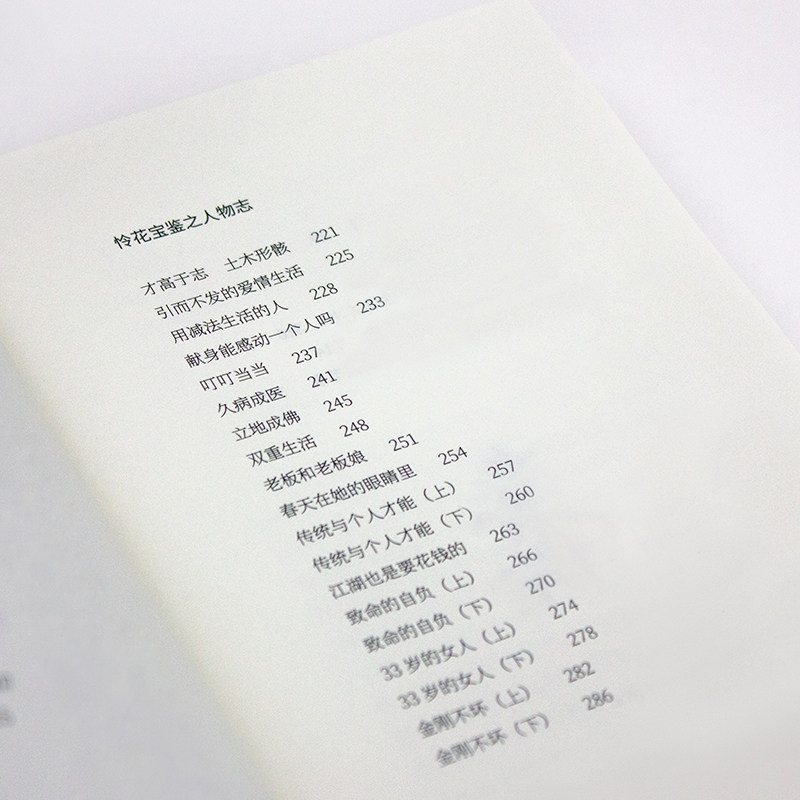 怜花宝鉴之人物志
才高于志　土木形骸　221
引而不发的爱情生活　225
用减法生活的人　228
献身能感动一个人吗　233
叮叮当当　237
久病成医　241
立地成佛　245
双重生活　248
老板和老板娘　251
春天在她的眼睛里　254
传统与个人才能（上）　257
传统与个人才能（下）　260
江湖也是要花钱的　263
致命的自负（上）　266
致命的自负（下）　270
33 岁的女人（上）　274
33 岁的女人（下）　278
金刚不坏（上）　282
金刚不坏（下）　286